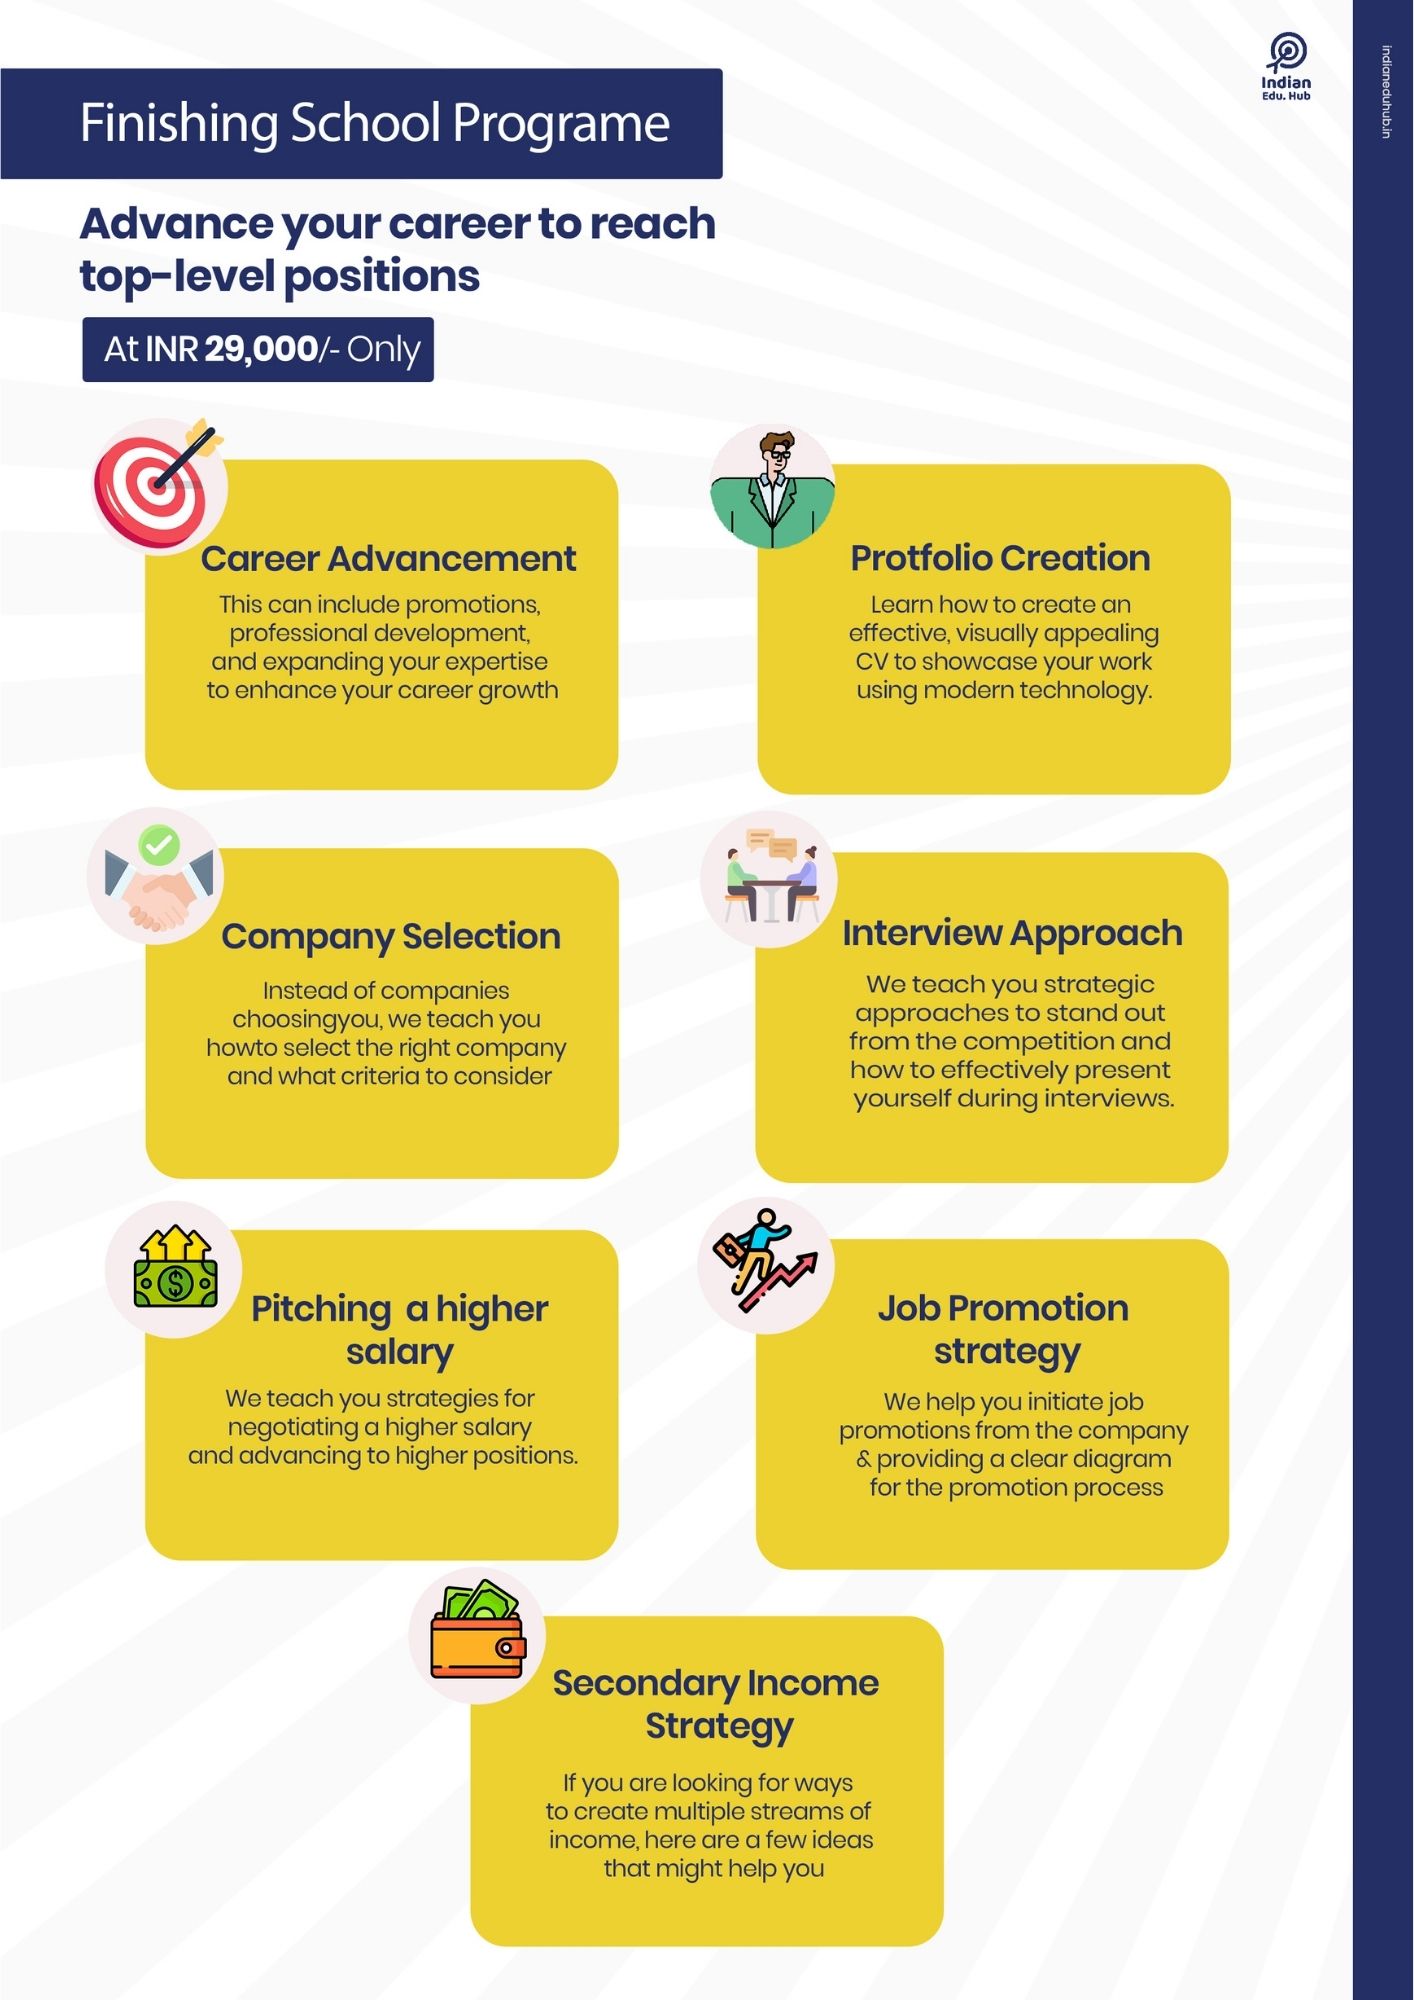 Indian
Edu. Hub
indianeduhub.in
Finishing School Programe
Advance your career to reach
top-level positions
At INR 29,000/- Only
Career Advancement
This can include promotions,
professional development,
and expanding your expertise
to enhance your career growth
Protfolio Creation
Learn how to create an
effective, visually appealing
CV to showcase your work
using modern technology.
Company Selection
Instead of companies
choosingyou, we teach you
howto select the right company
and what criteria to consider
Interview Approach
We teach you strategic
approaches to stand out
from the competition and
how to effectively present
yourself during interviews.
Pitching a higher
salary
We teach you strategies for
negotiating a higher salary
and advancing to higher positions.
Job Promotion
strategy
We help you initiate job
promotions from the company
& providing a clear diagram
for the promotion process
Secondary Income
Strategy
If you are looking for ways
to create multiple streams of
income, here are a few ideas
that might help you